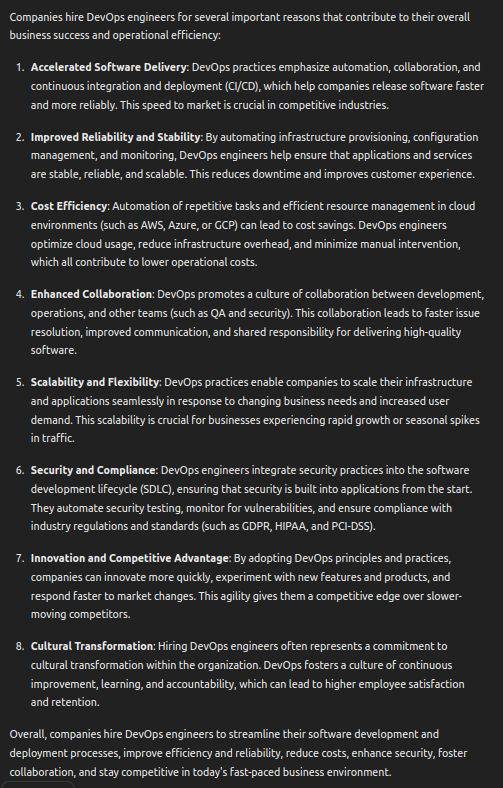 Companies hire DevOps engineers for several important reasons that contribute to their overall
business success and operational efficiency:
1. Accelerated Software Delivery: DevOps practices emphasize automation, collaboration, and
continuous integration and deployment (CI/CD), which help companies release software faster
and more reliably. This speed to market is crucial in competitive industries.
2. Improved Reliability and Stability: By automating infrastructure provisioning, configuration
management, and monitoring, DevOps engineers help ensure that applications and services
are stable, reliable, and scalable. This reduces downtime and improves customer experience.
3. Cost Efficiency: Automation of repetitive tasks and efficient resource management in cloud
environments (such as AWS, Azure, or GCP) can lead to cost savings. DevOps engineers
optimize cloud usage, reduce infrastructure overhead, and minimize manual intervention,
which all contribute to lower operational costs.
4. Enhanced Collaboration: DevOps promotes a culture of collaboration between development,
operations, and other teams (such as QA and security). This collaboration leads to faster issue
resolution, improved communication, and shared responsibility for delivering high-quality
software.
5. Scalability and Flexibility: DevOps practices enable companies to scale their infrastructure
and applications seamlessly in response to changing business needs and increased user
demand. This scalability is crucial for businesses experiencing rapid growth or seasonal spikes
in traffic.
6. Security and Compliance: DevOps engineers integrate security practices into the software
development lifecycle (SDLC), ensuring that security is built into applications from the start.
They automate security testing, monitor for vulnerabilities, and ensure compliance with
industry regulations and standards (such as GDPR, HIPAA, and PCI-DSS).
7. Innovation and Competitive Advantage: By adopting DevOps principles and practices,
companies can innovate more quickly, experiment with new features and products, and
respond faster to market changes. This agility gives them a competitive edge over slower-
moving competitors.
8. Cultural Transformation: Hiring DevOps engineers often represents a commitment to
cultural transformation within the organization. DevOps fosters a culture of continuous
improvement, learning, and accountability, which can lead to higher employee satisfaction
and retention.
Overall, companies hire DevOps engineers to streamline their software development and
deployment processes, improve efficiency and reliability, reduce costs, enhance security, foster
collaboration, and stay competitive in today's fast-paced business environment.